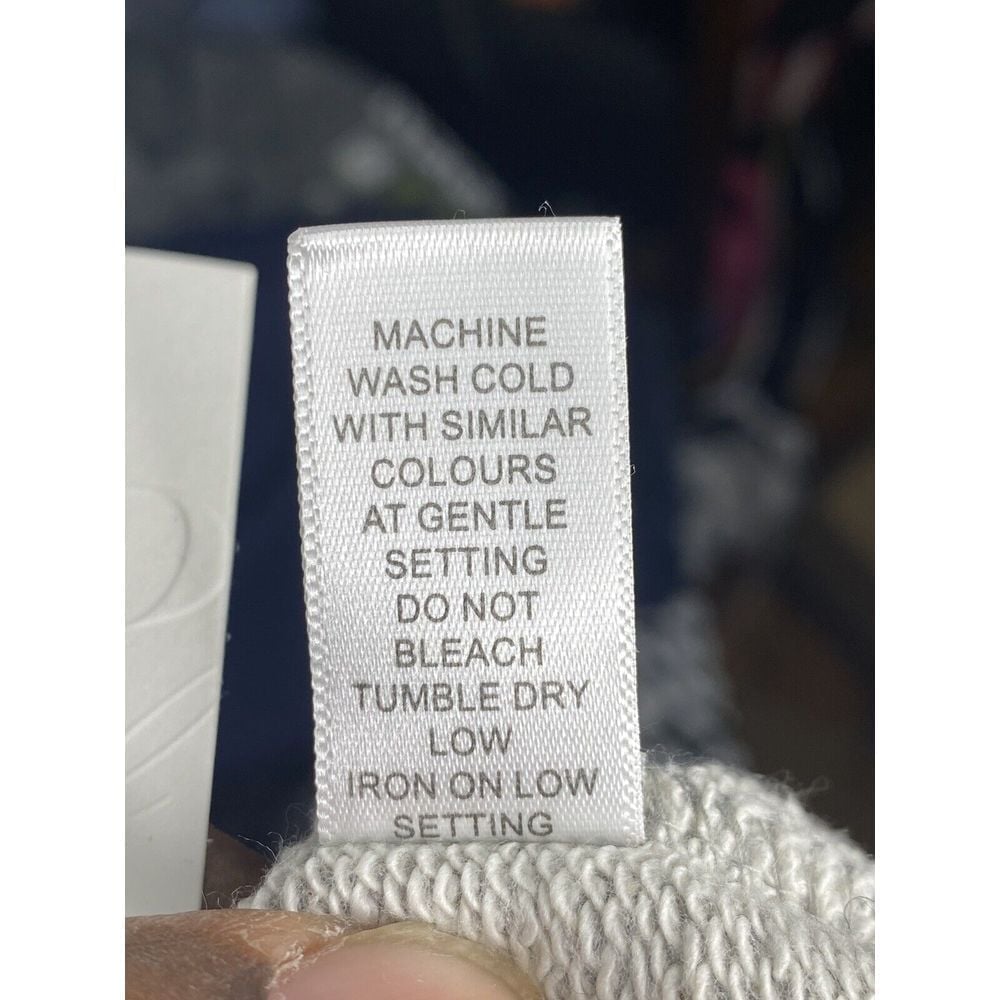 MACHINE
WASH COLD
WITH SIMILAR
COLOURS
AT GENTLE
SETTING
DO NOT
BLEACH
TUMBLE DRY
LOW
IRON ON LOW
SETTING